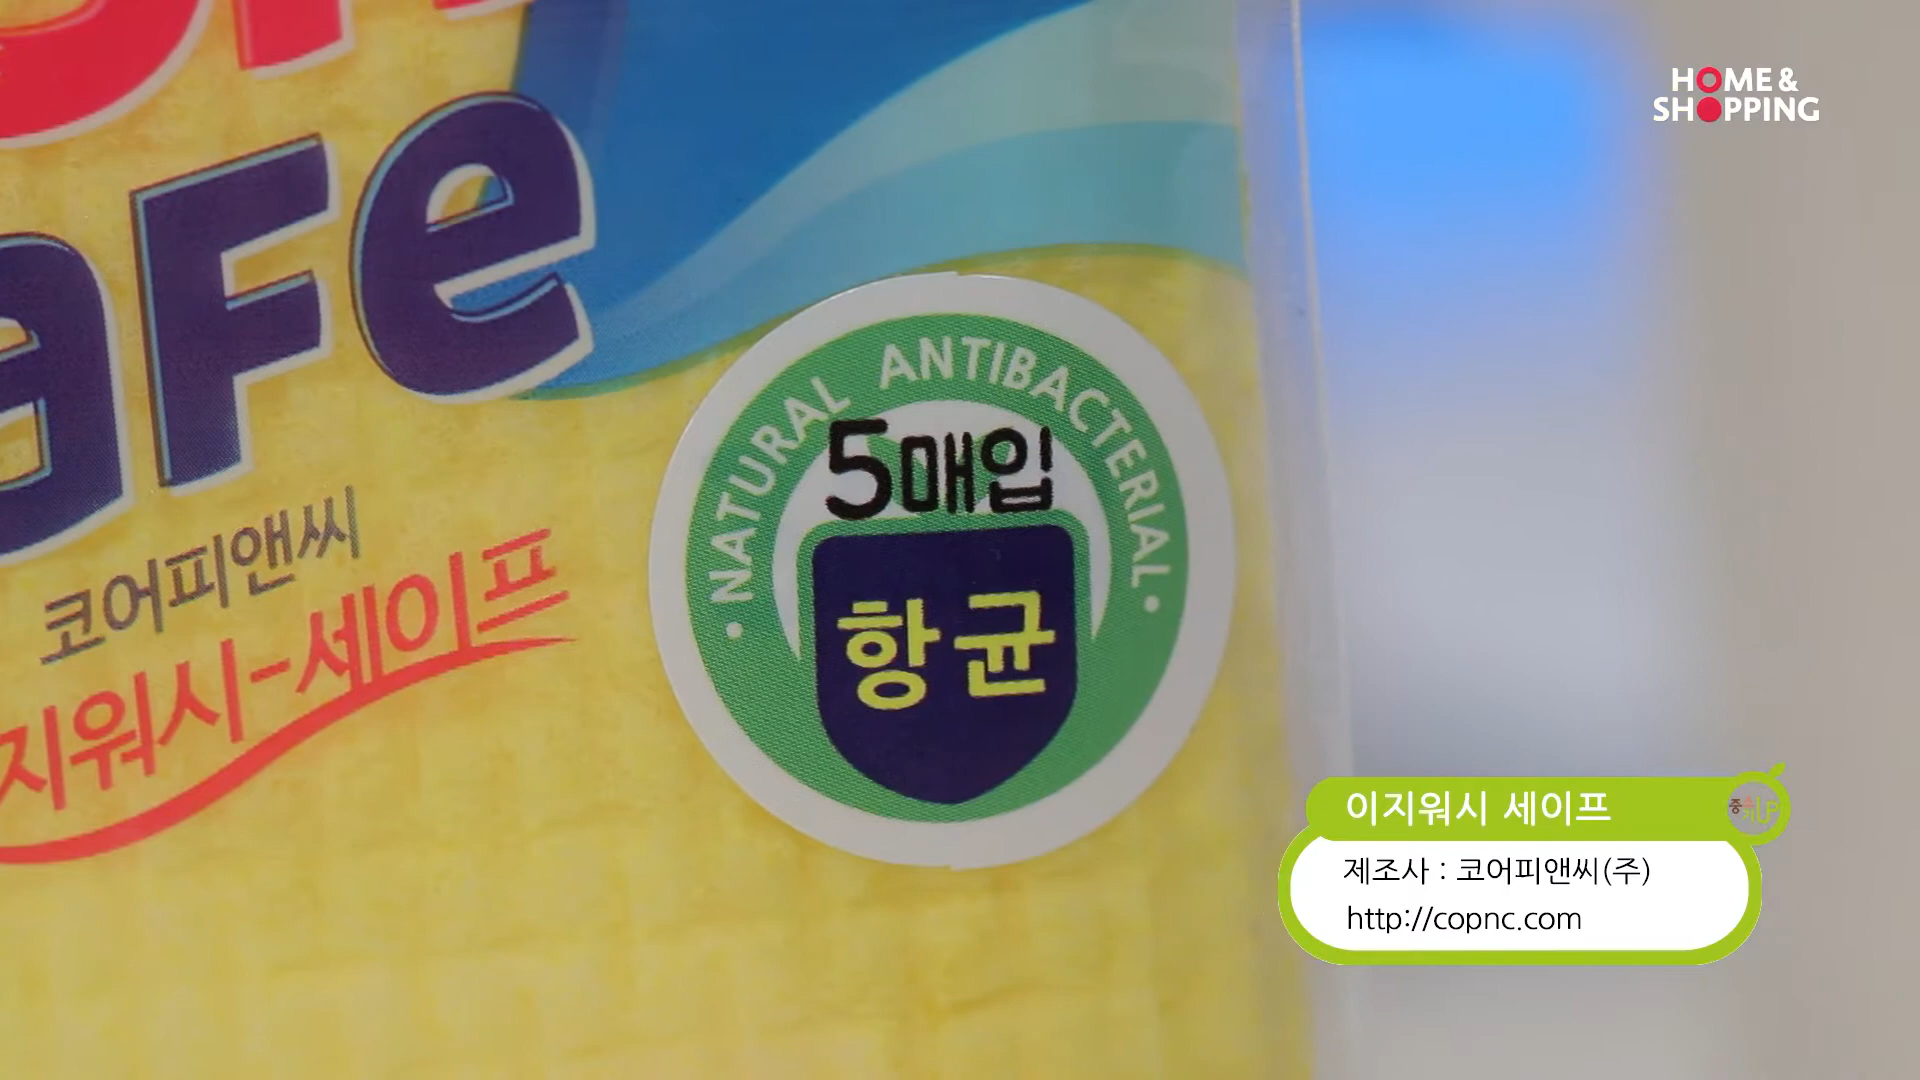 HOME&
SHOPPING
aFe
코어피앤씨
지워시-세이프
NATURAL ANTIBACTERIAL
5매입
항균
이지워시 세이프
제조사 : 코어피앤씨(주)
http://copnc.com